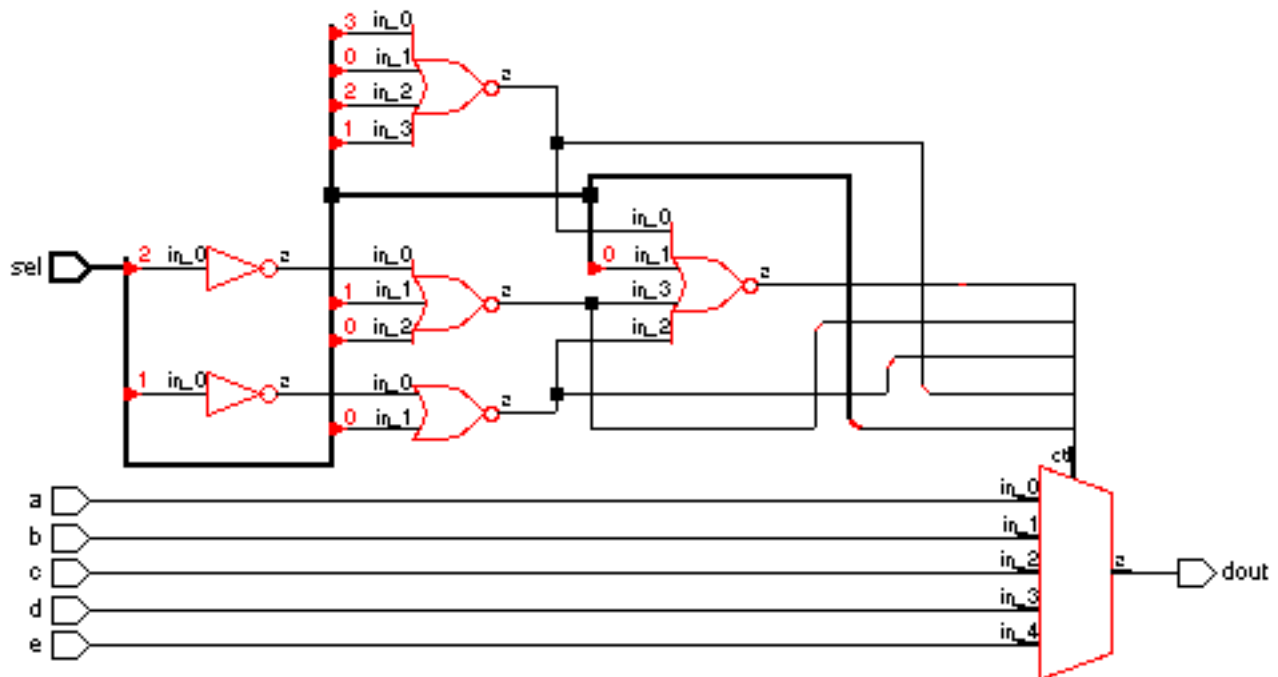 3 in_0
0 in_1 z
2 in_2
1 in_3
in_0
sel 2 in_0 z in_0 0 in_1 z
1 in_1 z in_3
0 in_2 in_2
1 in_0 z in_0 z
0 in_1
ctl
a in_0
b in_1
c in_2 z dout
d in_3
e in_4